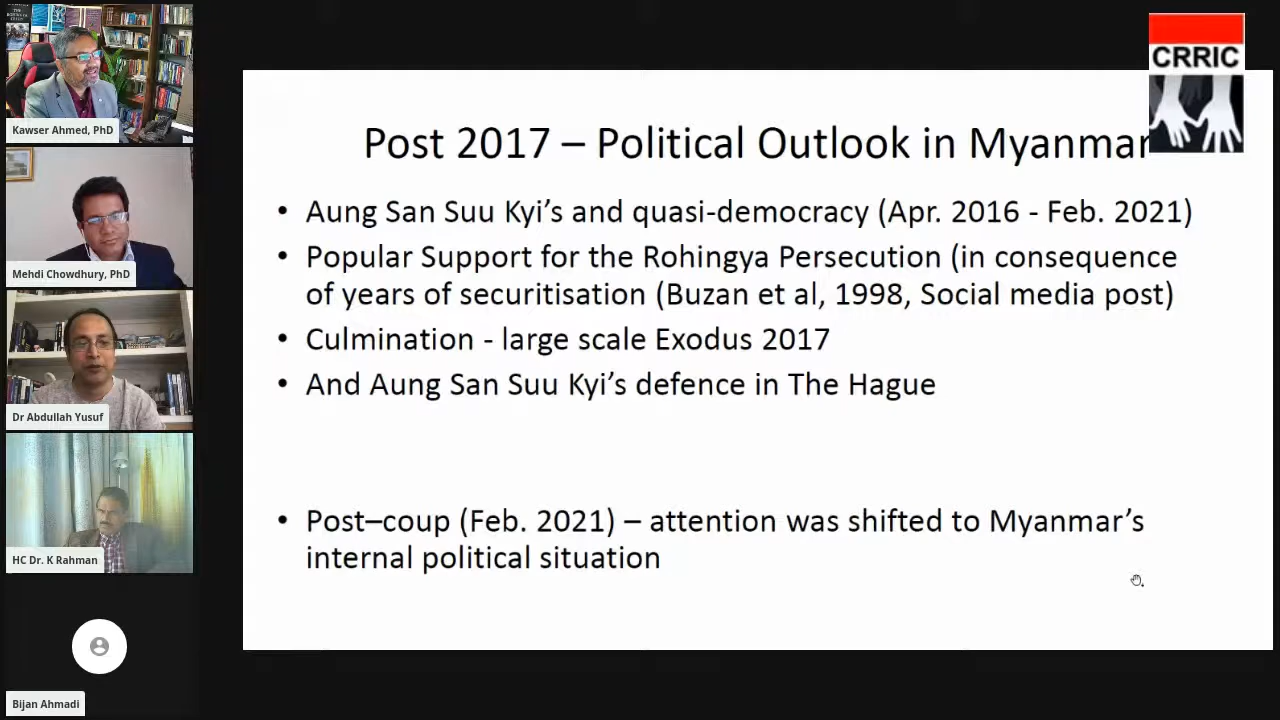 CRRIC
Post 2017 – Political Outlook in Myanmar
• Aung San Suu Kyi’s and quasi-democracy (Apr. 2016 - Feb. 2021)
• Popular Support for the Rohingya Persecution (in consequence
of years of securitisation (Buzan et al, 1998, Social media post)
• Culmination - large scale Exodus 2017
• And Aung San Suu Kyi’s defence in The Hague
• Post–coup (Feb. 2021) – attention was shifted to Myanmar’s
internal political situation
Kawser Ahmed, PhD
Mehdi Chowdhury, PhD
Dr Abdullah Yusuf
HC Dr. K Rahman
Bijan Ahmadi